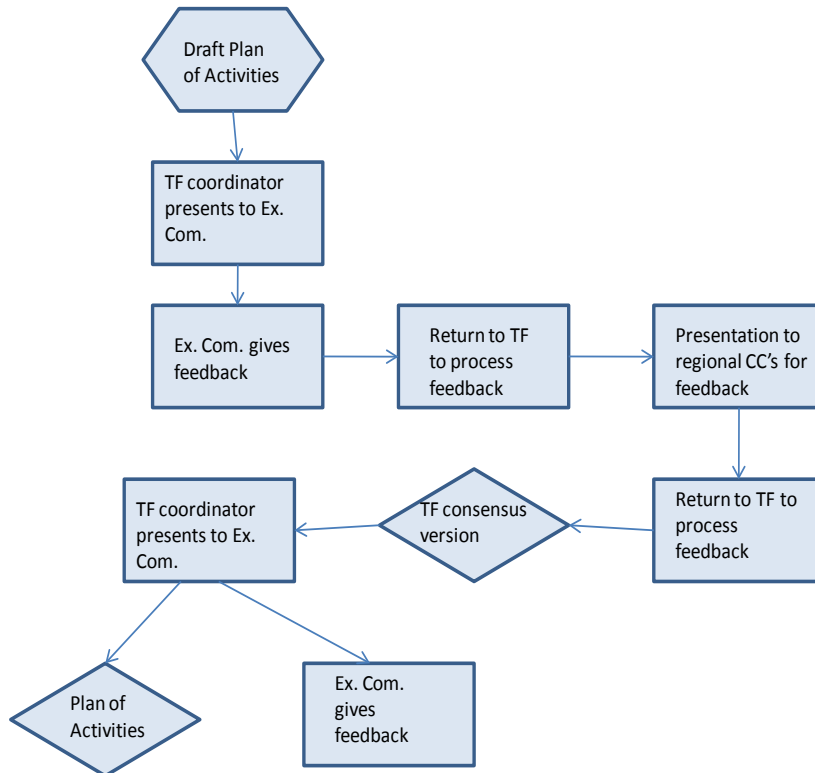 Draft Plan
of Activities
TF coordinator
presents to Ex.
Com.
Ex. Com. gives
feedback
Return to TF
to process
feedback
Presentation to
regional CC's for
feedback
TF coordinator
presents to Ex.
Com.
TF consensus
version
Return to TF to
process
feedback
Plan of
Activities
Ex. Com.
gives
feedback